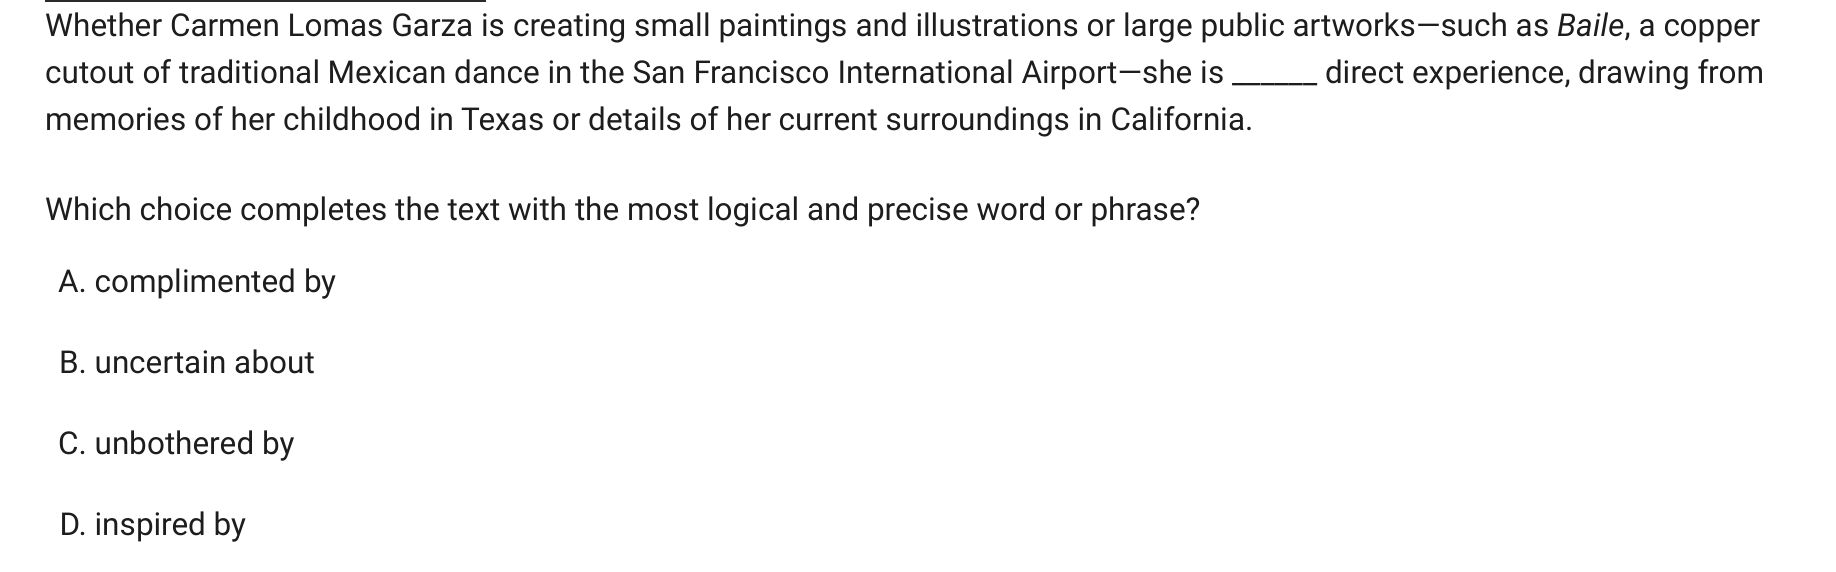 Whether Carmen Lomas Garza is creating small paintings and illustrations or large public artworks—such as Baile, a copper
cutout of traditional Mexican dance in the San Francisco International Airport—she is ______ direct experience, drawing from
memories of her childhood in Texas or details of her current surroundings in California.
Which choice completes the text with the most logical and precise word or phrase?
A. complimented by
B. uncertain about
C. unbothered by
D. inspired by